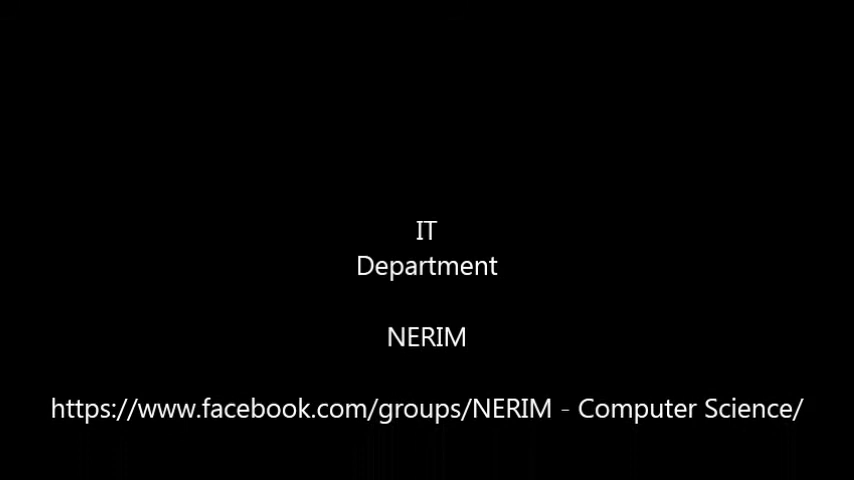 IT
Department
NERIM
https://www.facebook.com/groups/NERIM - Computer Science/